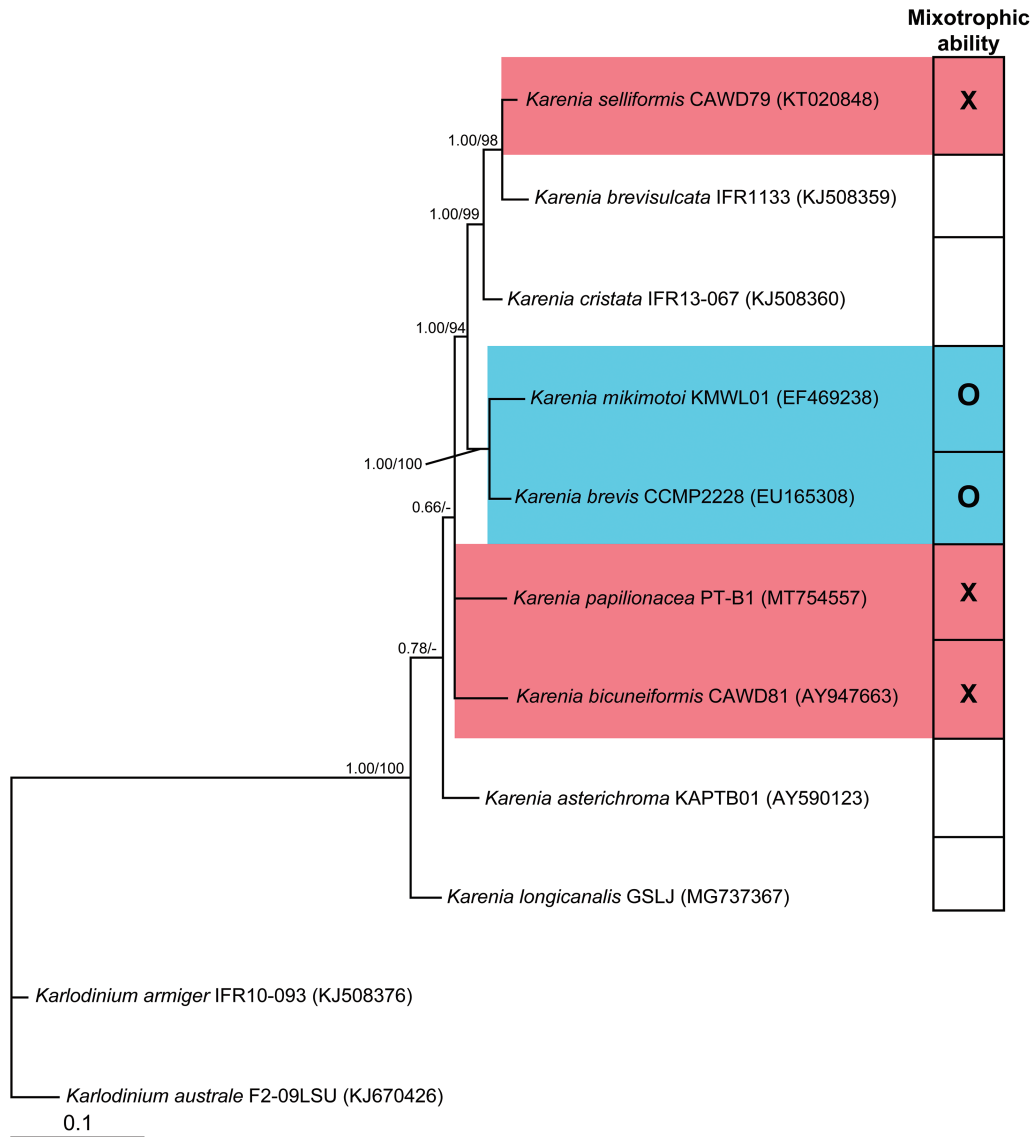 Mixotrophic
ability
Karenia selliformis CAWD79 (KT020848)
X
1.00/98
Karenia brevisulcata IFR1133 (KJ508359)
1.00/99
Karenia cristata IFR13-067 (KJ508360)
1.00/94
Karenia mikimotoi KMWL01 (EF469238)
O
1.00/100
Karenia brevis CCMP2228 (EU165308)
O
0.66/-
Karenia papilionacea PT-B1 (MT754557)
X
0.78/-
Karenia bicuneiformis CAWD81 (AY947663)
X
1.00/100
Karenia asterichroma KAPTB01 (AY590123)
Karenia longicanalis GSLJ (MG737367)
Karlodinium armiger IFR10-093 (KJ508376)
Karlodinium australe F2-09LSU (KJ670426)
0.1